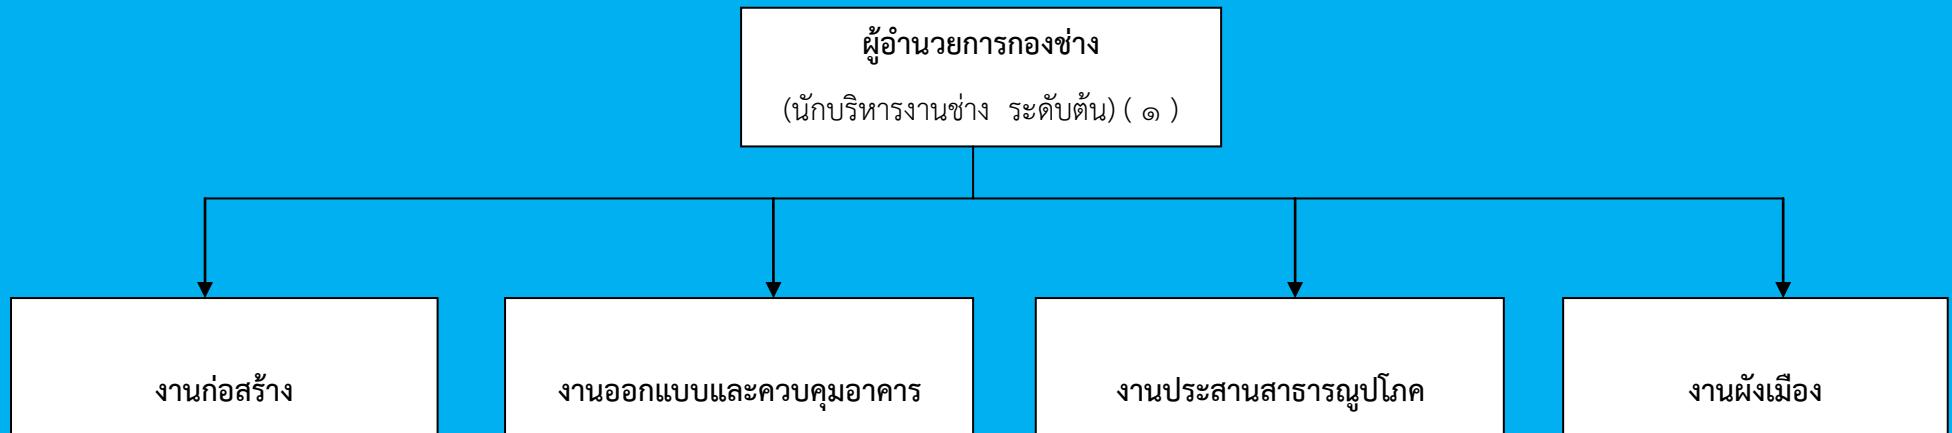 ผู้อำนวยการกองช่าง
(นักบริหารงานช่าง ระดับต้น) ( ๑ )
งานก่อสร้าง
งานออกแบบและควบคุมอาคาร
งานประสานสาธารณูปโภค
งานผังเมือง